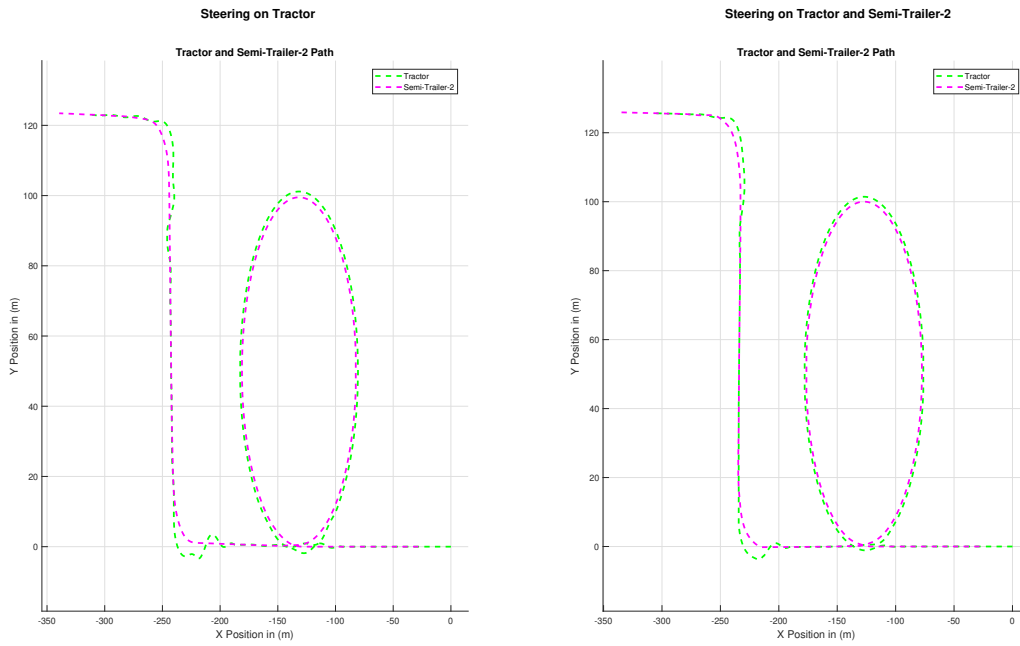 Steering on Tractor
Tractor and Semi-Trailer-2 Path
Tractor
Semi-Trailer-2
120
100
80
60
40
20
0
Y Position in (m)
-350
-300
-250
-200
-150
-100
-50
0
X Position in (m)
Steering on Tractor and Semi-Trailer-2
Tractor and Semi-Trailer-2 Path
Tractor
Semi-Trailer-2
120
100
80
60
40
20
0
Y Position in (m)
-350
-300
-250
-200
-150
-100
-50
0
X Position in (m)